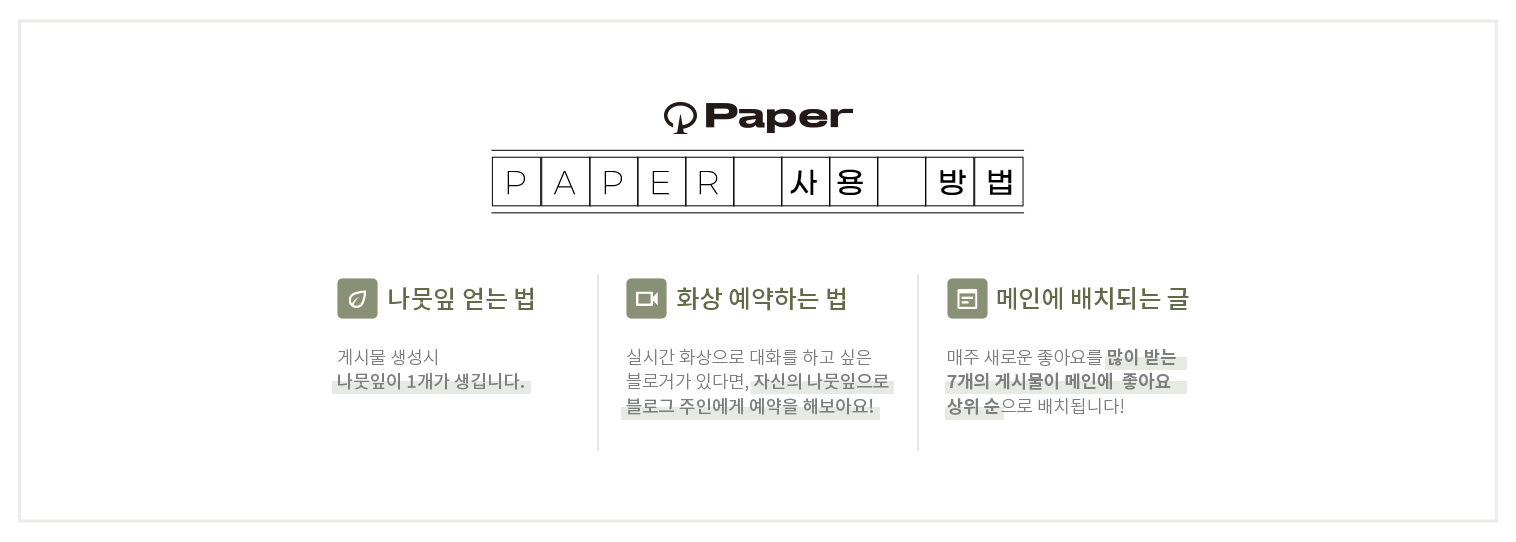 Paper
PAPER 사용 방법
나뭇잎 얻는 법
게시물 생성시
나뭇잎이 1개가 생깁니다.
화상 예약하는 법
실시간 화상으로 대화를 하고 싶은
블로거가 있다면, 자신의 나뭇잎으로
블로그 주인에게 예약을 해보아요!
메인에 배치되는 글
매주 새로운 좋아요를 많이 받는
7개의 게시물이 메인에 좋아요
상위 순으로 배치됩니다!